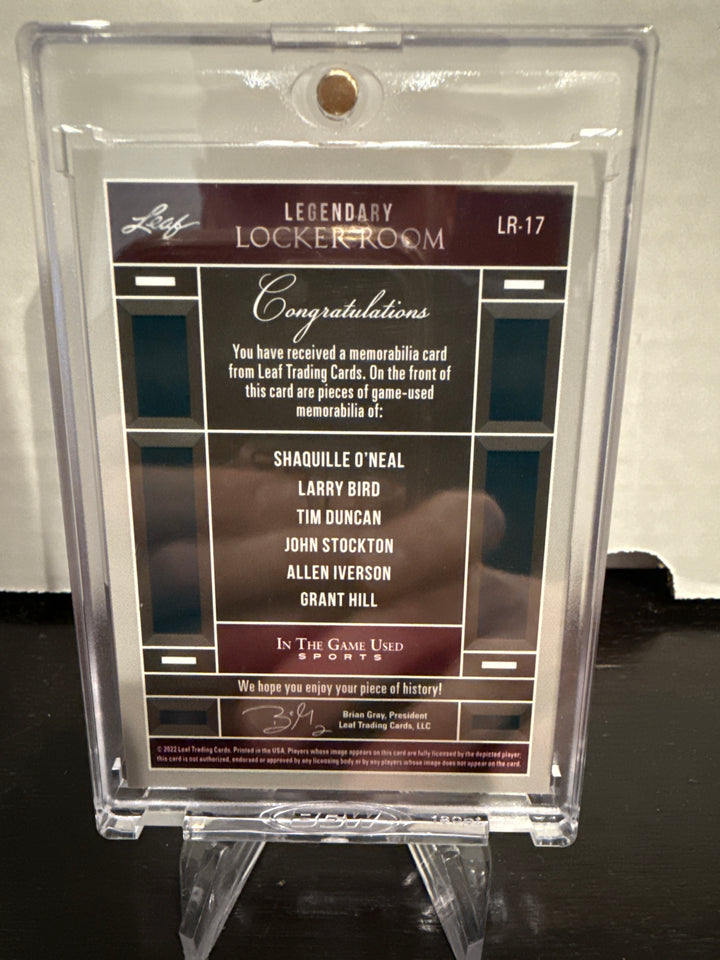 Leaf
LEGENDARY
LOCKER ROOM
LR-17
Congratulations
You have received a memorabilia card
from Leaf Trading Cards. On the front of
this card are pieces of game-used
memorabilia of:
SHAQUILLE O'NEAL
LARRY BIRD
TIM DUNCAN
JOHN STOCKTON
ALLEN IVERSON
GRANT HILL
IN THE GAME USED
SPORTS
We hope you enjoy your piece of history!
Brian Gray, President
Leaf Trading Cards, LLC
© 2022 Leaf Trading Cards. Printed in the USA. Players whose image appears on this card are fully licensed by the depicted player;
this card is not authorized, endorsed or approved by any licensing body or by any players whose image does not appear on the card.
BCW
180pt